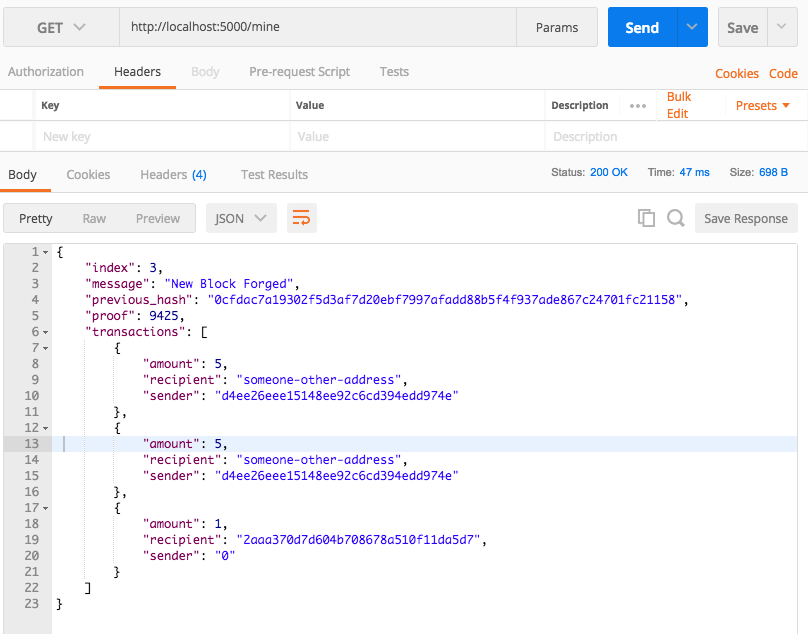 GET http://localhost:5000/mine Params Send Save
Authorization Headers Body Pre-request Script Tests Cookies Code
Key Value Description ••• Bulk Edit Presets
New key Value Description
Body Cookies Headers (4) Test Results Status: 200 OK Time: 47 ms Size: 698 B
Pretty Raw Preview JSON Save Response
1 {
2 "index": 3,
3 "message": "New Block Forged",
4 "previous_hash": "0cfdac7a19302f5d3af7d20ebf7997afadd88b5f4f937ade867c24701fc21158",
5 "proof": 9425,
6 "transactions": [
7 {
8 "amount": 5,
9 "recipient": "someone-other-address",
10 "sender": "d4ee26eee15148ee92c6cd394edd974e"
11 },
12 {
13 "amount": 5,
14 "recipient": "someone-other-address",
15 "sender": "d4ee26eee15148ee92c6cd394edd974e"
16 },
17 {
18 "amount": 1,
19 "recipient": "2aaa370d7d604b708678a510f11da5d7",
20 "sender": "0"
21 }
22 ]
23 }